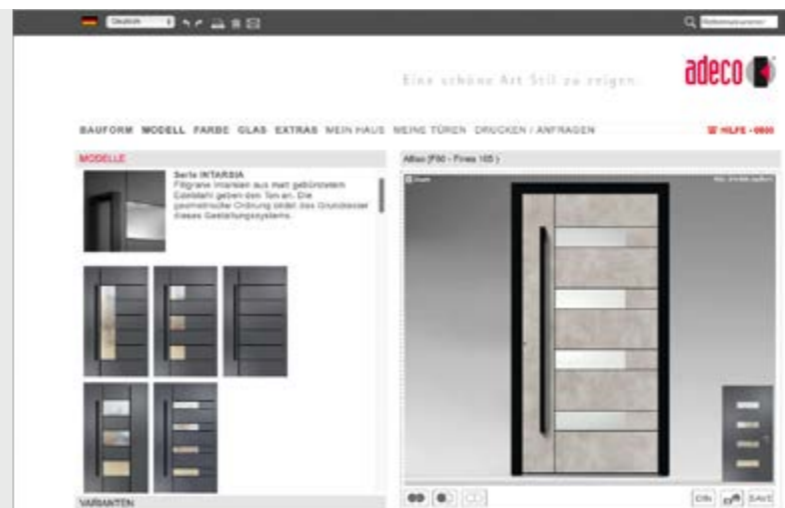 Deutsch
adeco
Eine schöne Art Stil zu zeigen.
BAUFORM MODELL FARBE GLAS EXTRAS MEIN HAUS MEINE TÜREN DRUCKEN / ANFRAGEN
HILFE
MODELLE
Serie INTARSIA
Filigrane Intarsien aus matt gebürstetem
Edelstahl geben den Ton an. Die
geometrische Ordnung bildet das
dieses Gestaltungssystems.
VARIANTEN
SAVE